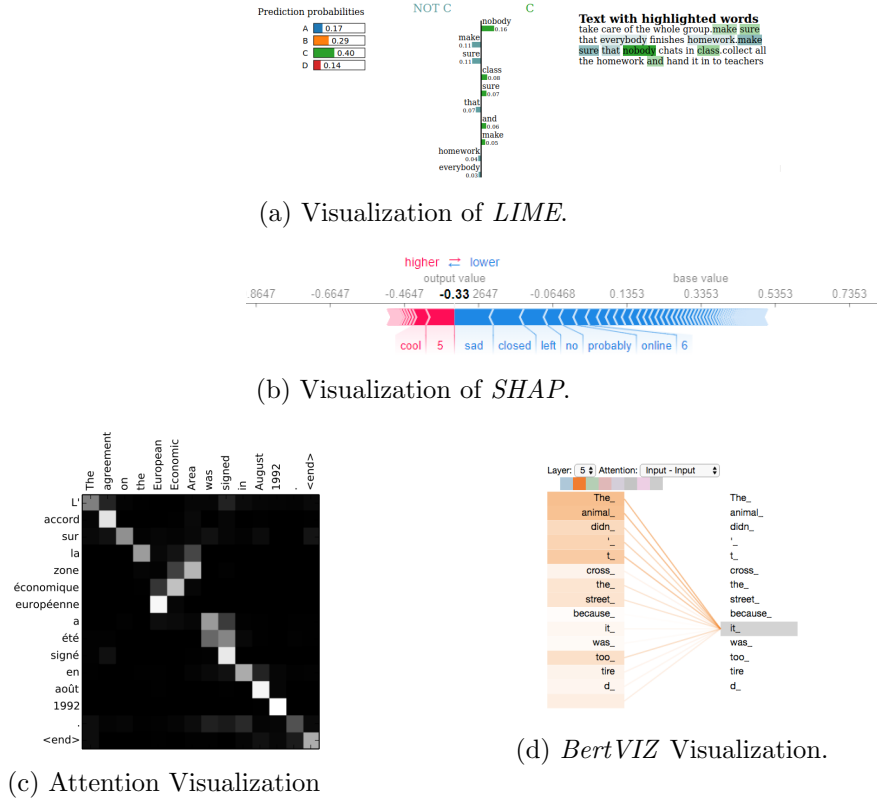 Prediction probabilities
A 0.17
B 0.29
C 0.40
D 0.14
NOT C C
nobody
0.16
make
0.11
sure
0.11
class
0.08
sure
0.07
that
0.07
and
0.06
make
0.05
homework
0.04
everybody
0.03
Text with highlighted words
take care of the whole group.make sure
that everybody finishes homework.make
sure that nobody chats in class.collect all
the homework and hand it in to teachers
(a) Visualization of LIME.
higher ⇄ lower
output value base value
.8647 -0.6647 -0.4647 -0.33 .2647 -0.06468 0.1353 0.3353 0.5353 0.7353
cool 5 sad closed left no probably online 6
(b) Visualization of SHAP.
The agreement on the European Economic Area was signed in August 1992 . <end>
L'
accord
sur
la
zone
économique
européenne
a
été
signé
en
août
1992
.
<end>
(c) Attention Visualization
Layer: 5 Attention: Input - Input
The_ The_
animal_ animal_
didn_ didn_
'_ '_
t_ t_
cross_ cross_
the_ the_
street_ street_
because_ because_
it_ it_
was_ was_
too_ too_
tire tire
d_ d_
(d) BertVIZ Visualization.